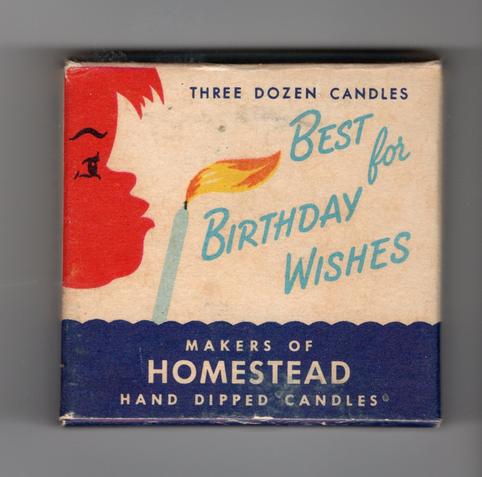 THREE DOZEN CANDLES
BEST
for
BIRTHDAY
WISHES
MAKERS OF
HOMESTEAD
HAND DIPPED CANDLES